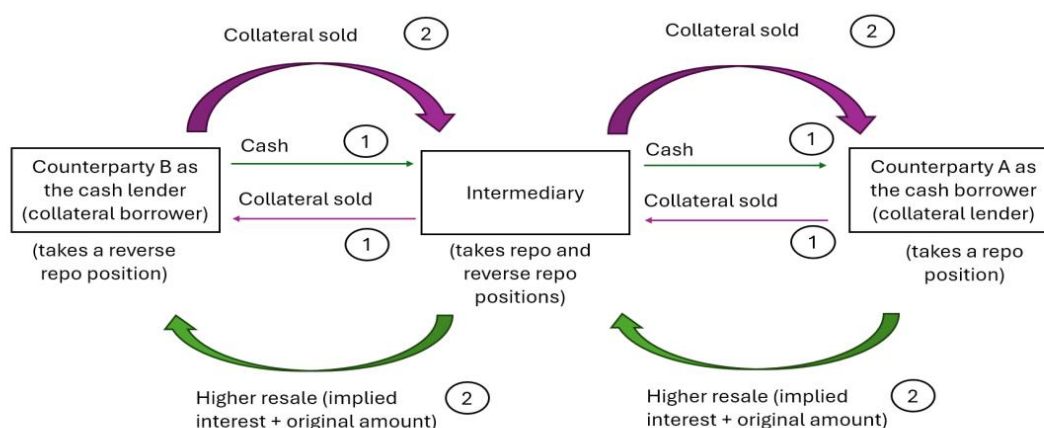 Collateral sold
2
Collateral sold
2
Cash
1
Cash
1
Counterparty B as
the cash lender
(collateral borrower)
Collateral sold
1
Intermediary
Collateral sold
1
Counterparty A as
the cash borrower
(collateral lender)
(takes a reverse
repo position)
(takes repo and
reverse repo
positions)
(takes a repo
position)
Higher resale (implied
interest + original amount)
2
Higher resale (implied
interest + original amount)
2